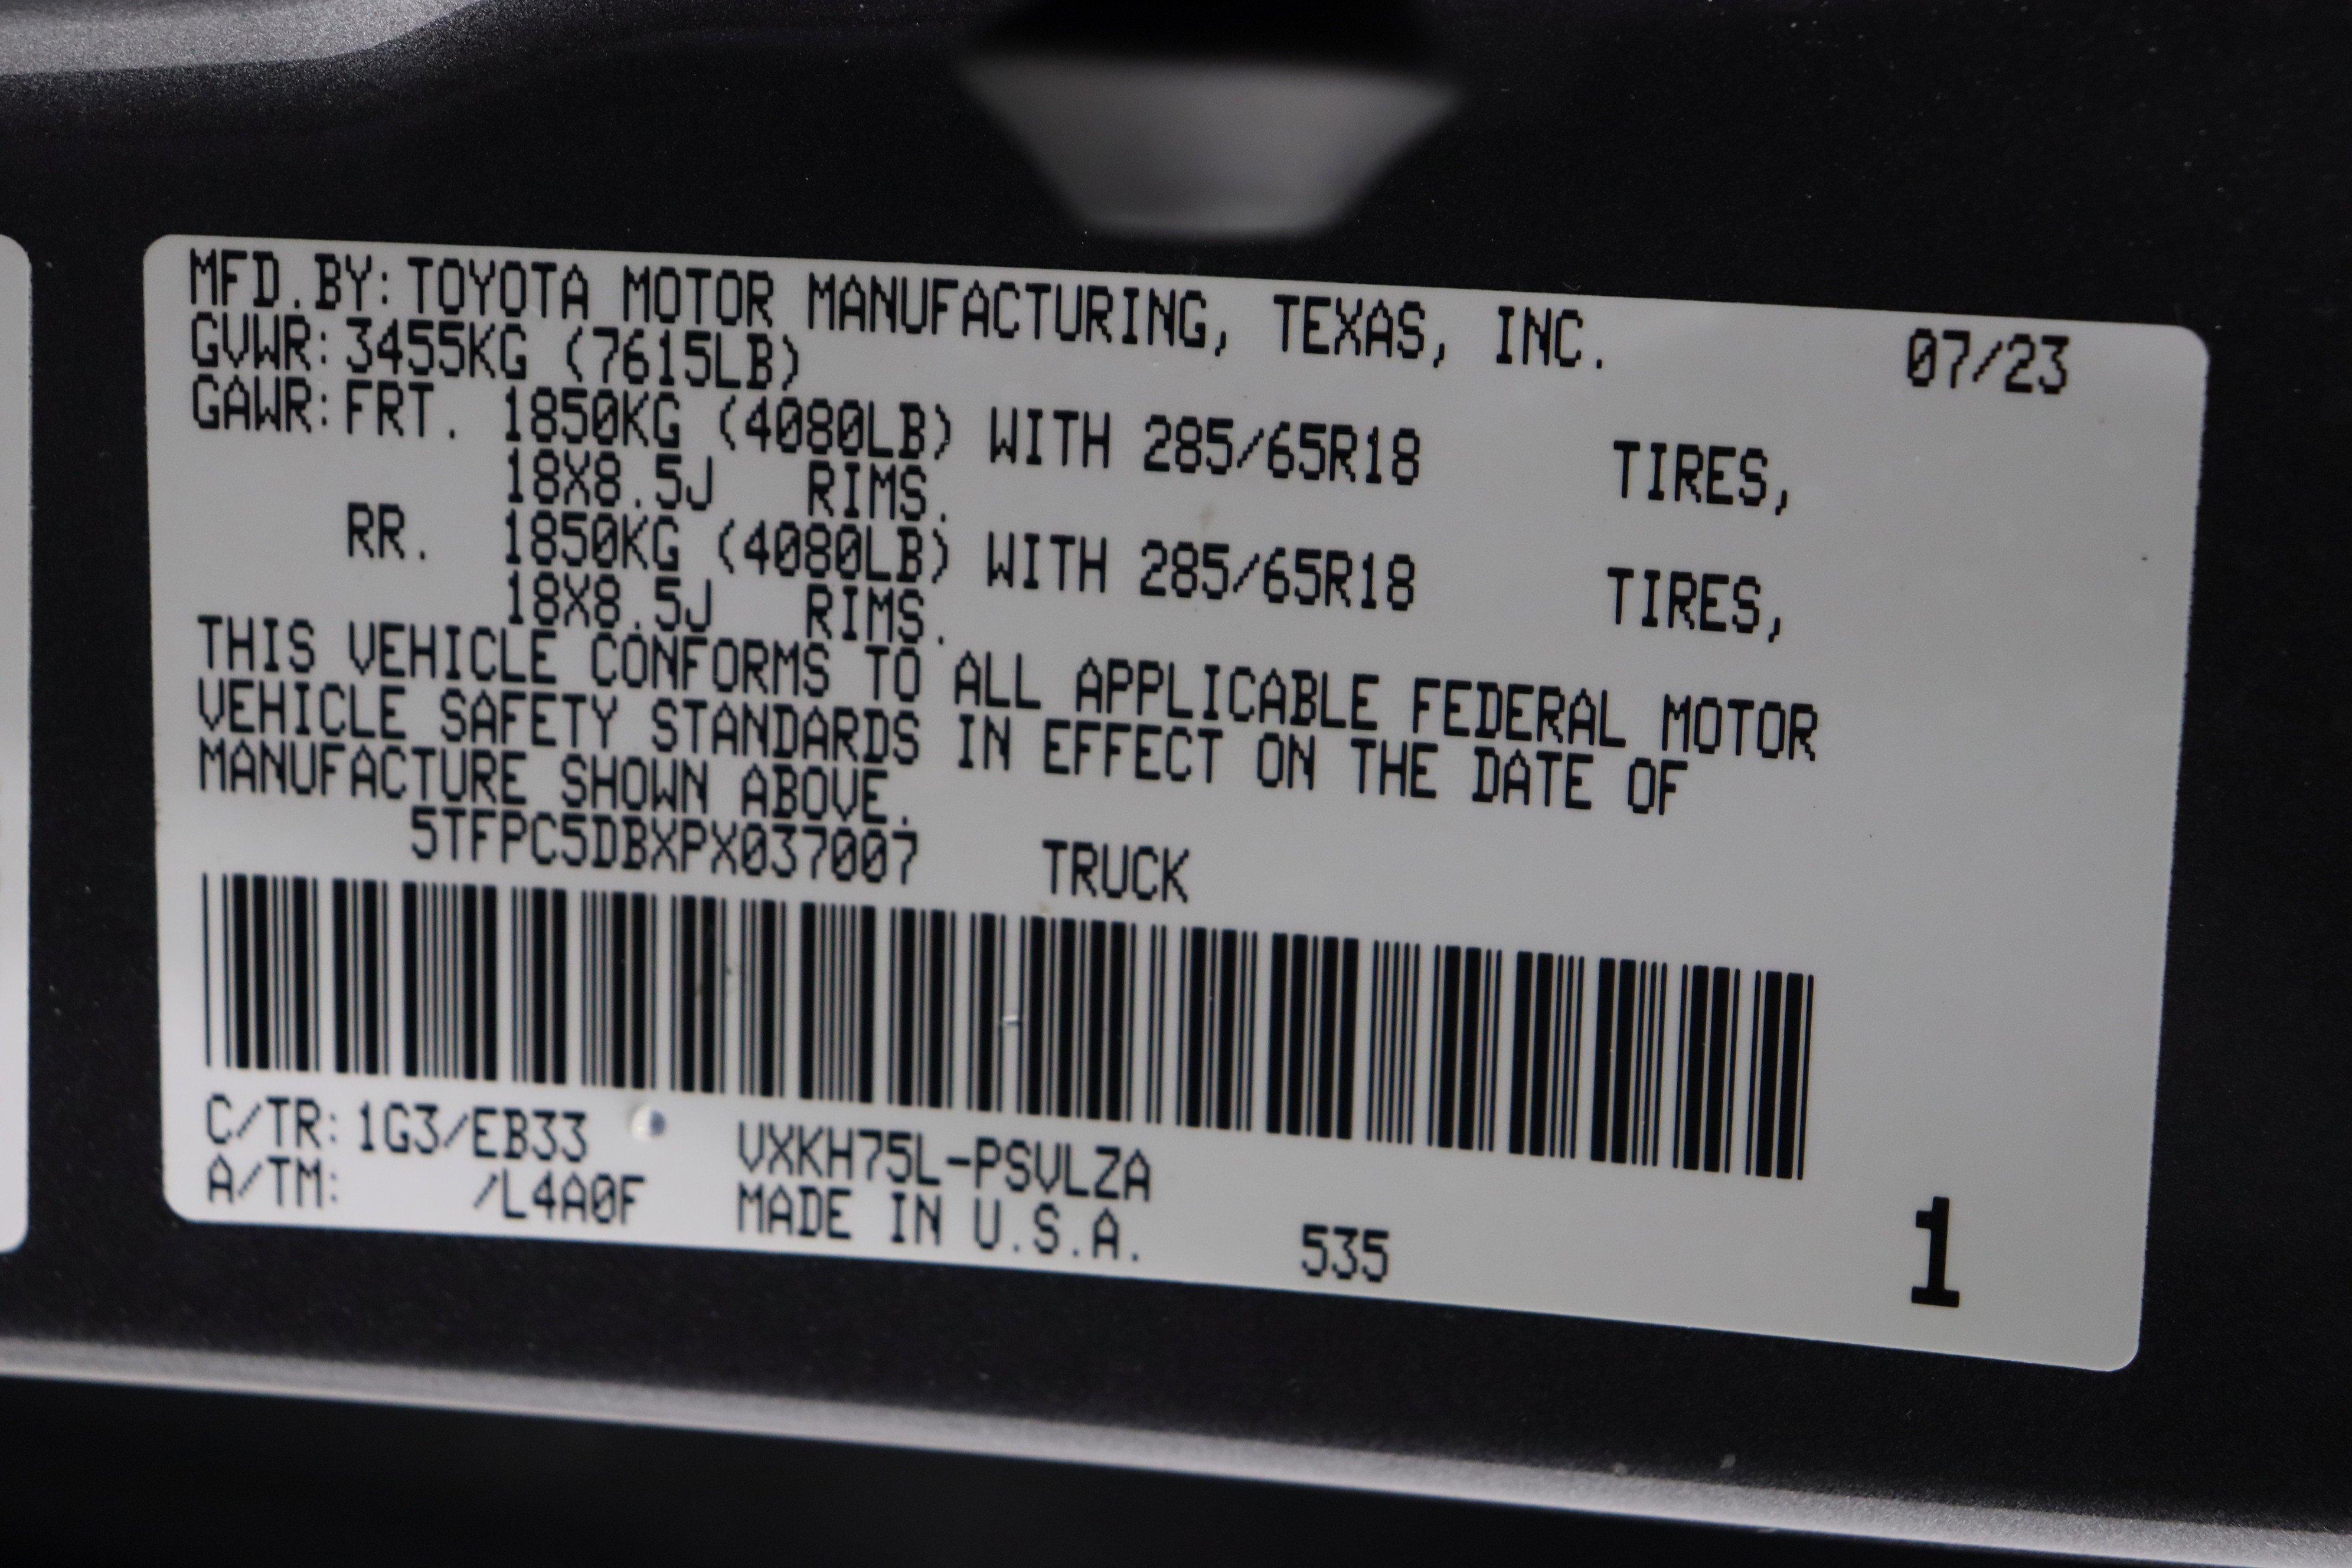 MFD.BY:TOYOTA MOTOR MANUFACTURING, TEXAS, INC. 07/23
GVWR:3455KG (7615LB)
GAWR:FRT. 1850KG (4080LB) WITH 285/65R18 TIRES,
18X8.5J RIMS.
RR. 1850KG (4080LB) WITH 285/65R18 TIRES,
18X8.5J RIMS.
THIS VEHICLE CONFORMS TO ALL APPLICABLE FEDERAL MOTOR
VEHICLE SAFETY STANDARDS IN EFFECT ON THE DATE OF
MANUFACTURE SHOWN ABOVE.
5TFPC5DBXPX037007 TRUCK
C/TR:1G3/EB33 VXKH75L-PSVLZA
A/TM: /L4A0F MADE IN U.S.A. 535 1